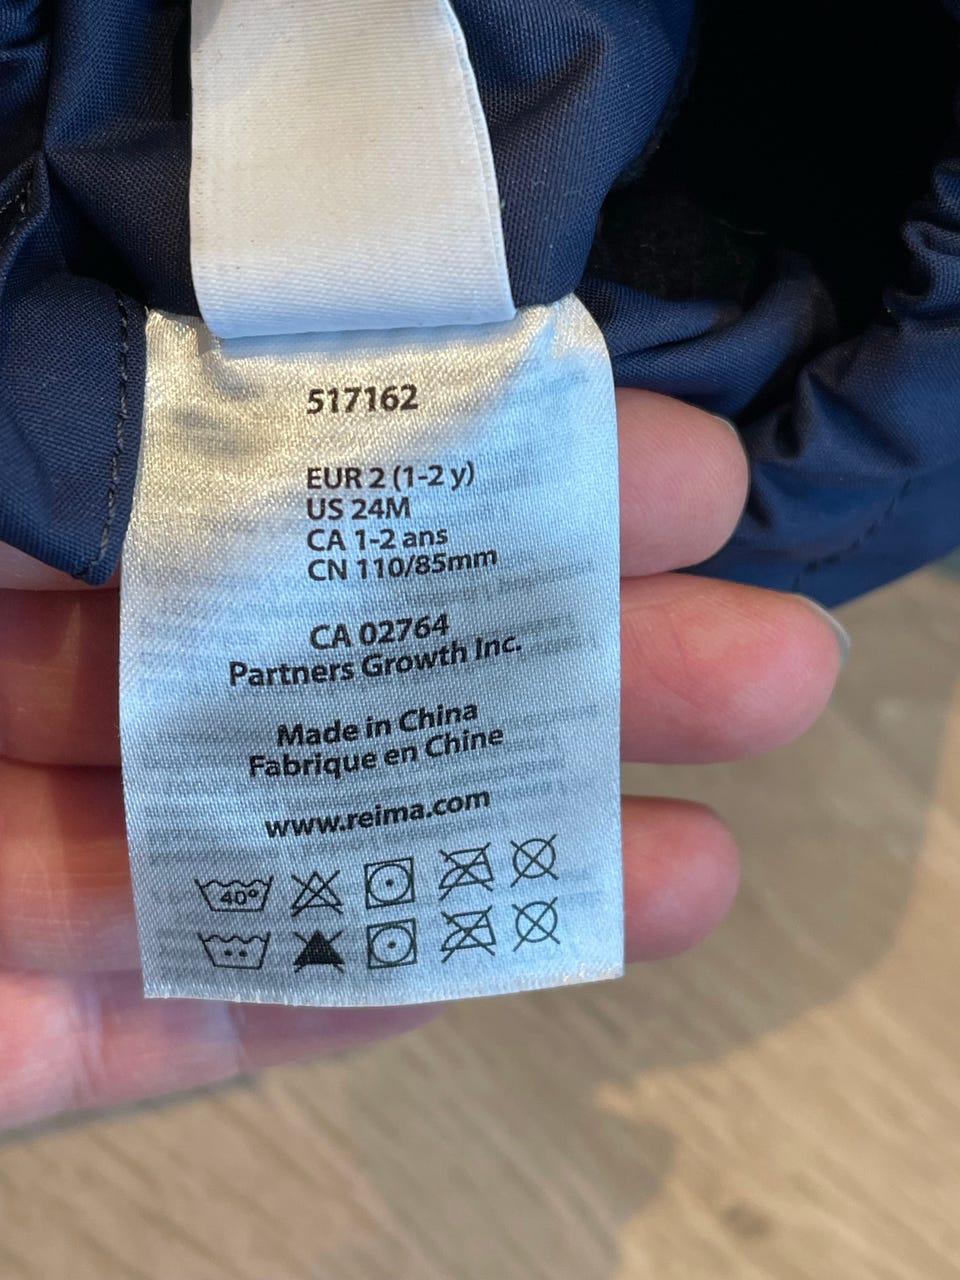 517162
EUR 2 (1-2 y)
US 24M
CA 1-2 ans
CN 110/85mm
CA 02764
Partners Growth Inc.
Made in China
Fabrique en Chine
www.reima.com
40°